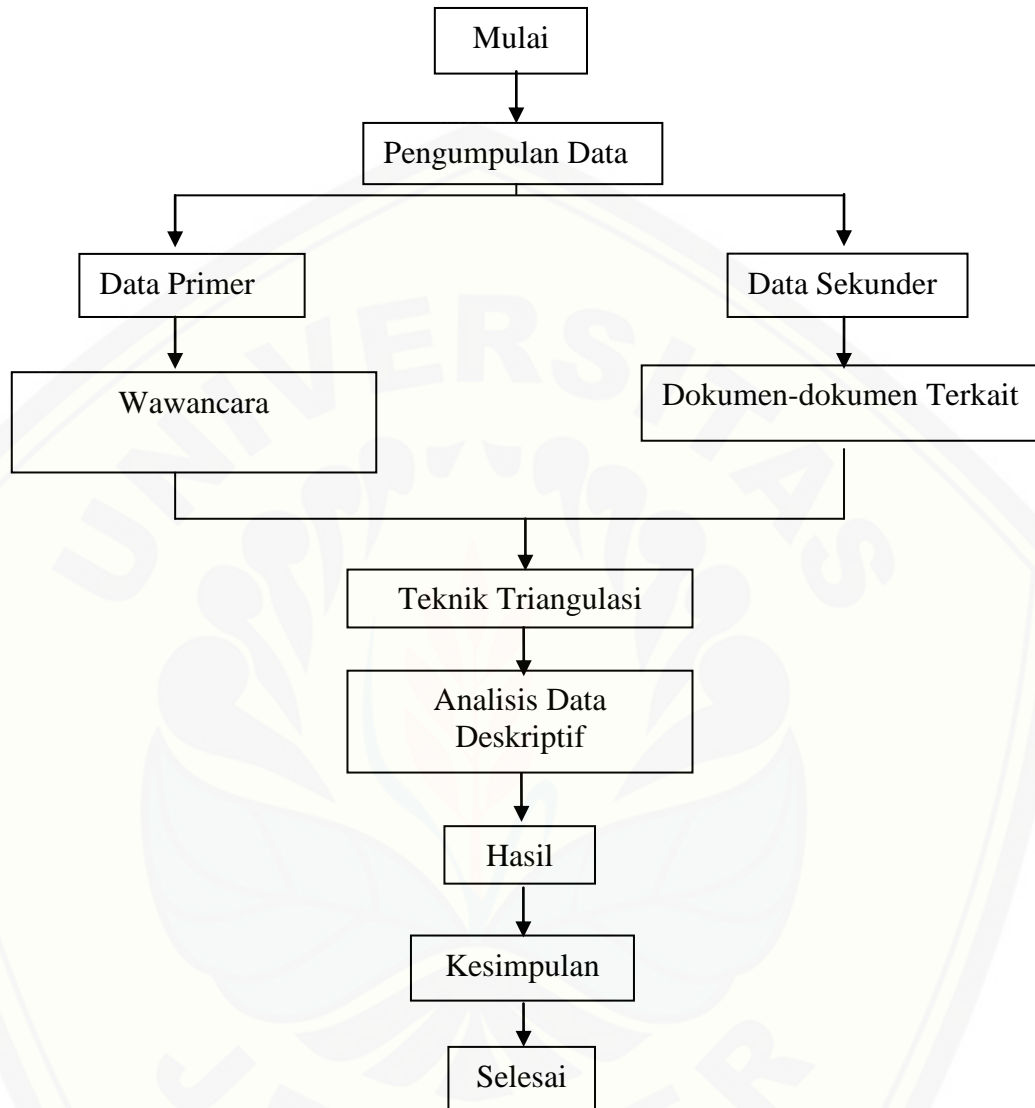 Mulai
Pengumpulan Data
Data Primer
Data Sekunder
Wawancara
Dokumen-dokumen Terkait
Teknik Triangulasi
Analisis Data
Deskriptif
Hasil
Kesimpulan
Selesai
UNIVERSITAS